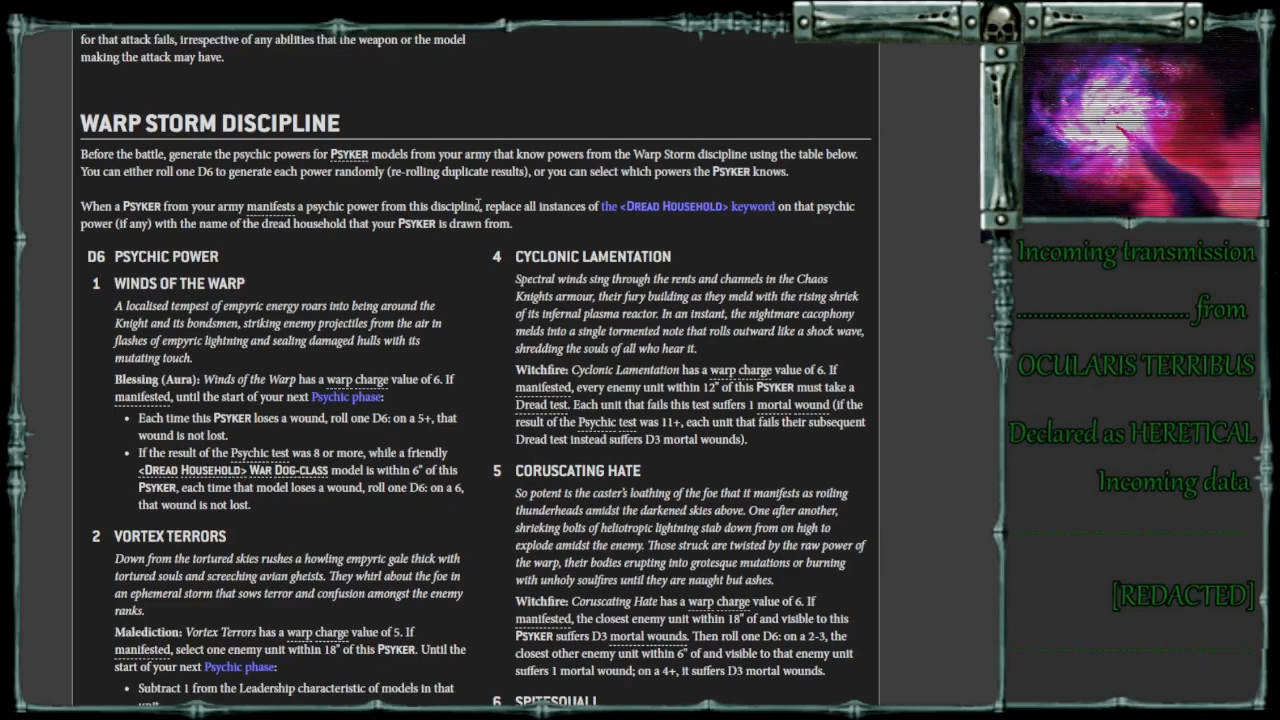 for that attack fails, irrespective of any abilities that the weapon or the model
making the attack may have.
WARP STORM DISCIPLINE
Before the battle, generate the psychic powers for PSYKER models from your army that know powers from the Warp Storm discipline using the table below.
You can either roll one D6 to generate each power randomly (re-rolling duplicate results), or you can select which powers the PSYKER knows.
When a PSYKER from your army manifests a psychic power from this discipline, replace all instances of the <DREAD HOUSEHOLD> keyword on that psychic
power (if any) with the name of the dread household that your PSYKER is drawn from.
D6 PSYCHIC POWER
1 WINDS OF THE WARP
A localised tempest of empyric energy roars into being around the
Knight and its bondsmen, striking enemy projectiles from the air in
flashes of empyric lightning and sealing damaged hulls with its
mutating touch.
Blessing (Aura): Winds of the Warp has a warp charge value of 6. If
manifested, until the start of your next Psychic phase:
• Each time this PSYKER loses a wound, roll one D6: on a 5+, that
wound is not lost.
• If the result of the Psychic test was 8 or more, while a friendly
<DREAD HOUSEHOLD> WAR DOG-CLASS model is within 6" of this
PSYKER, each time that model loses a wound, roll one D6: on a 6,
that wound is not lost.
2 VORTEX TERRORS
Down from the tortured skies rushes a howling empyric gale thick with
tortured souls and screeching avian gheists. They whirl about the foe in
an ephemeral storm that sows terror and confusion amongst the enemy
ranks.
Malediction: Vortex Terrors has a warp charge value of 5. If
manifested, select one enemy unit within 18" of this PSYKER. Until the
start of your next Psychic phase:
• Subtract 1 from the Leadership characteristic of models in that
unit.
4 CYCLONIC LAMENTATION
Spectral winds sing through the rents and channels in the Chaos
Knights armour, their fury building as they meld with the rising shriek
of its infernal plasma reactor. In an instant, the nightmare cacophony
melds into a single tormented note that rolls outward like a shock wave,
shredding the souls of all who hear it.
Witchfire: Cyclonic Lamentation has a warp charge value of 6. If
manifested, every enemy unit within 12" of this PSYKER must take a
Dread test. Each unit that fails this test suffers 1 mortal wound (if the
result of the Psychic test was 11+, each unit that fails their subsequent
Dread test instead suffers D3 mortal wounds).
5 CORUSCATING HATE
So potent is the caster's loathing of the foe that it manifests as roiling
thunderheads amidst the darkened skies above. One after another,
shrieking bolts of heliotropic lightning stab down from on high to
explode amidst the enemy. Those struck are twisted by the raw power of
the warp, their bodies erupting into grotesque mutations or burning
with unholy soulfires until they are naught but ashes.
Witchfire: Coruscating Hate has a warp charge value of 6. If
manifested, the closest enemy unit within 18" of and visible to this
PSYKER suffers D3 mortal wounds. Then roll one D6: on a 2-3, the
closest other enemy unit within 6" of and visible to that enemy unit
suffers 1 mortal wound; on a 4+, it suffers D3 mortal wounds.
6 SPITESQUALL
Incoming transmission
.............................. from
OCULARIS TERRIBUS
Declared as HERETICAL
Incoming data
[REDACTED]